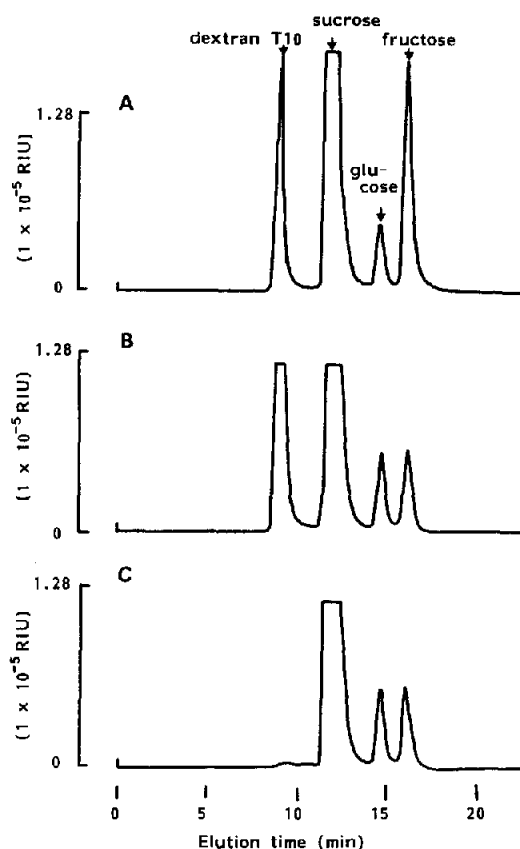 dextran T10
sucrose
fructose
A
1.28
glu-
cose
(1 x 10⁻⁵ RIU)
0
B
1.28
(1 x 10⁻⁵ RIU)
0
C
1.28
(1 x 10⁻⁵ RIU)
0
0 5 10 15 20
Elution time (min)